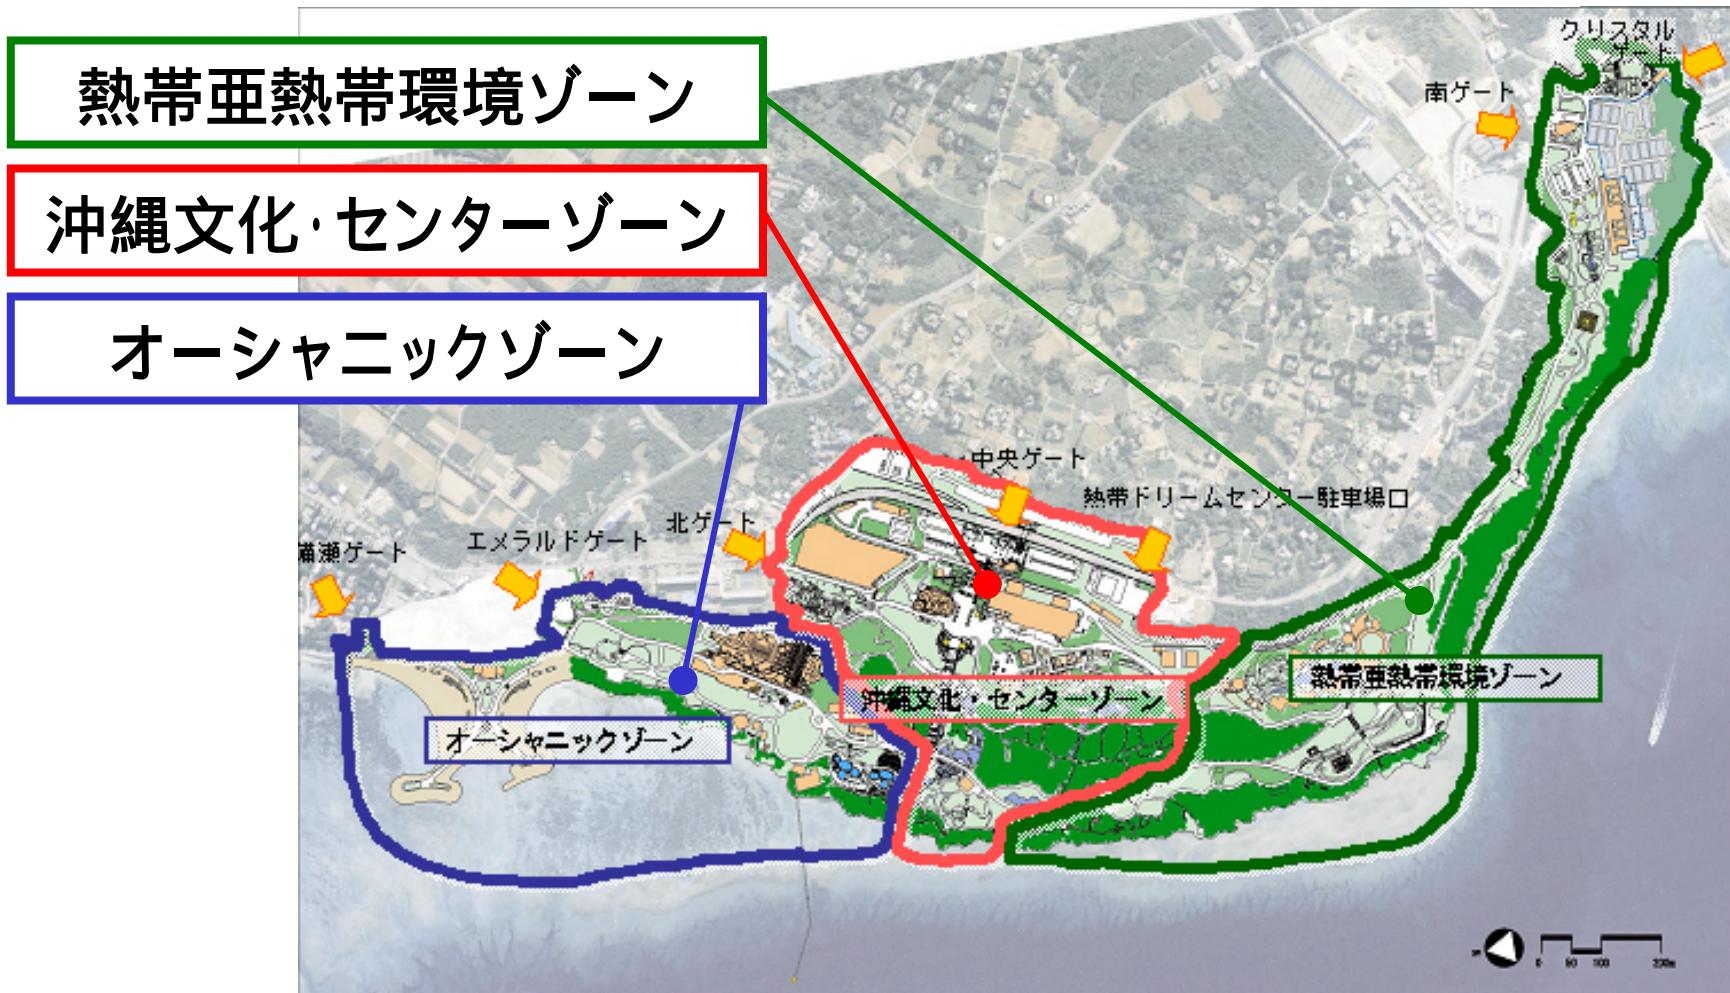 熱帯亜熱帯環境ゾーン
沖縄文化・センターゾーン
オーシャニックゾーン
クリスタル
ゲート
南ゲート
中央ゲート
熱帯ドリームセンター駐車場口
北ゲート
エメラルドゲート
備瀬ゲート
熱帯亜熱帯環境ゾーン
沖縄文化・センターゾーン
オーシャニックゾーン
0 50 100 200m